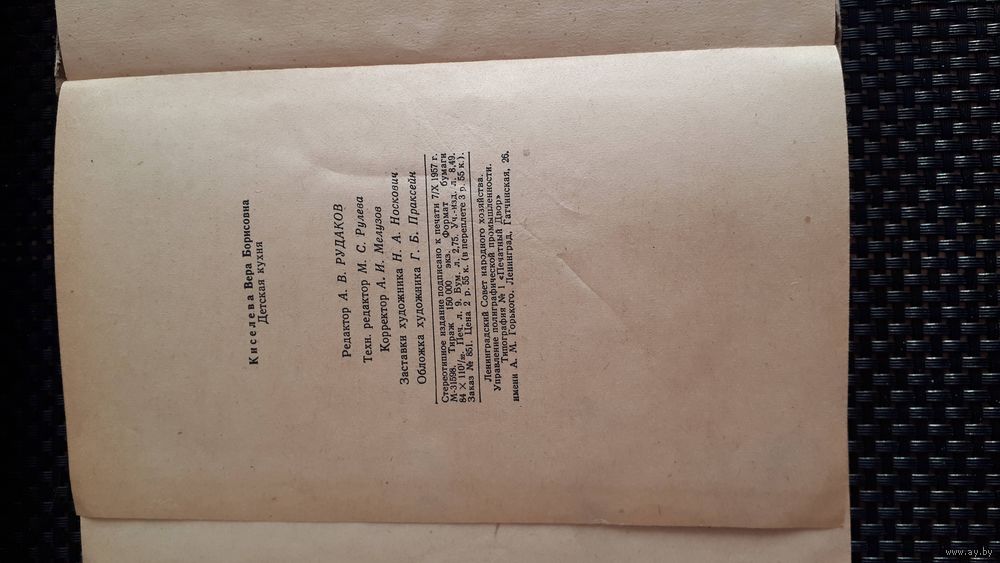 Киселева Вера Борисовна
Детская кухня
Редактор А. В. РУДАКОВ
Техн. редактор М. С. Рулева
Корректор А. И. Мелузов
Заставки художника Н. А. Носкович
Обложка художника Г. Б. Праксейн
Стереотипное издание подписано к печати 7/X 1957 г.
М-31598. Тираж 150 000 экз. Формат бумаги
84 × 110¹/₃₂. Печ. л. 9. Бум. л. 2,75. Уч.-изд. л. 8,49.
Заказ № 851. Цена 2 р. 55 к. (в переплете 3 р. 55 к.).
Ленинградский Совет народного хозяйства.
Управление полиграфической промышленности.
Типография № 1 «Печатный Двор»
имени А. М. Горького. Ленинград, Гатчинская, 26.
www.ay.by